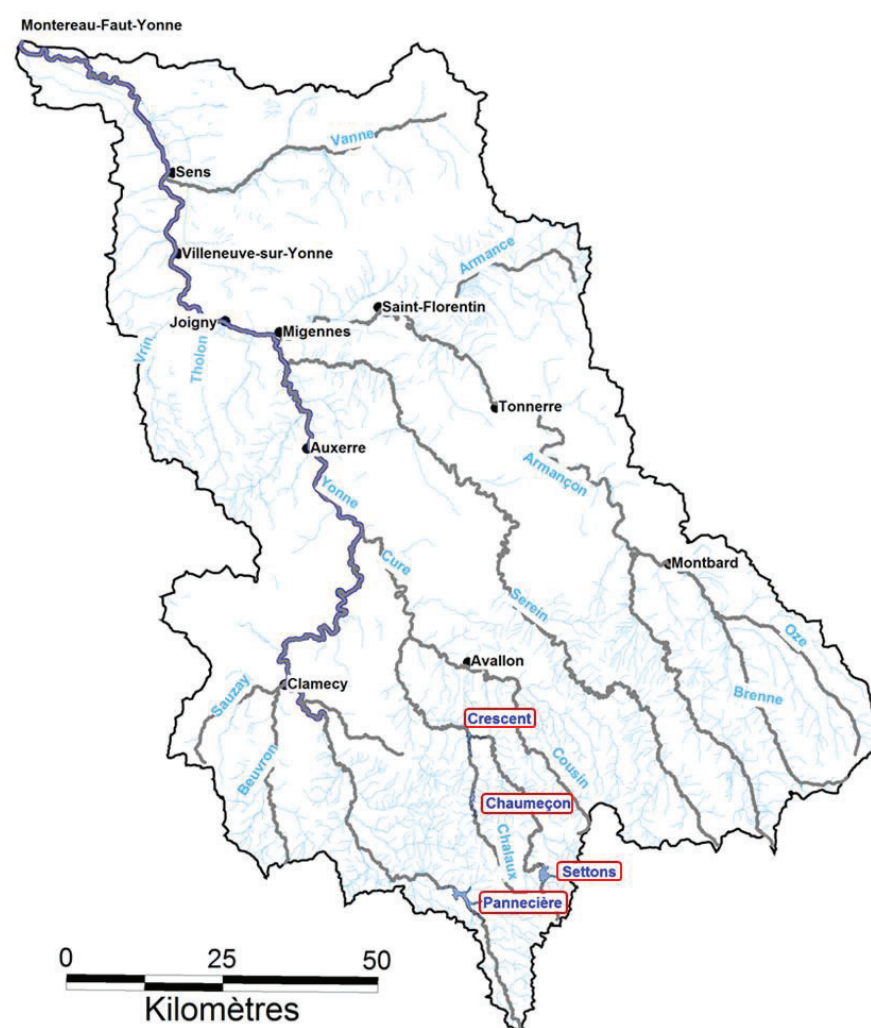 Montereau-Faut-Yonne
Vanne
Sens
Villeneuve-sur-Yonne
Armance
Saint-Florentin
Joigny
Migennes
Vrin
Tholon
Tonnerre
Auxerre
Armançon
Yonne
Cure
Montbard
Serein
Oze
Avallon
Clamecy
Sauzay
Brenne
Crescent
Beuvron
Cousin
Chaumeçon
Chalaux
Settons
Pannecière
0 25 50
Kilomètres